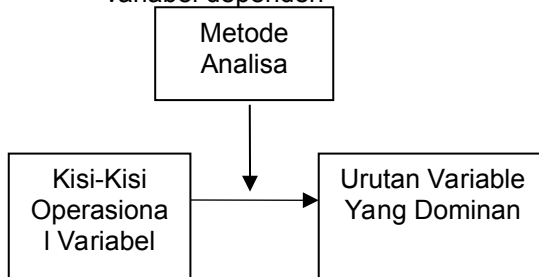 variabel dependen
Metode
Analisa
Kisi-Kisi
Operasiona
l Variabel
Urutan Variable
Yang Dominan